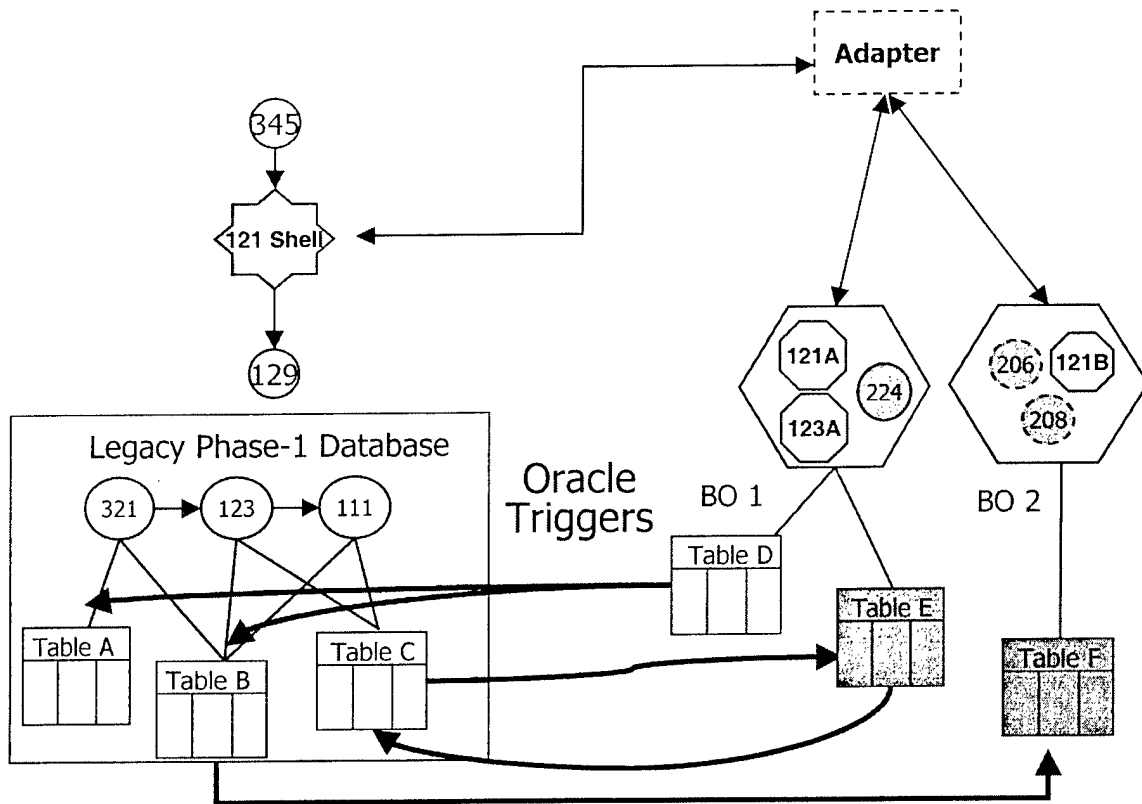 Adapter
345
121 Shell
129
121A
224
123A
206
121B
208
Legacy Phase-1 Database
321
123
111
Oracle
Triggers
BO 1
BO 2
Table D
Table E
Table A
Table B
Table C
Table F